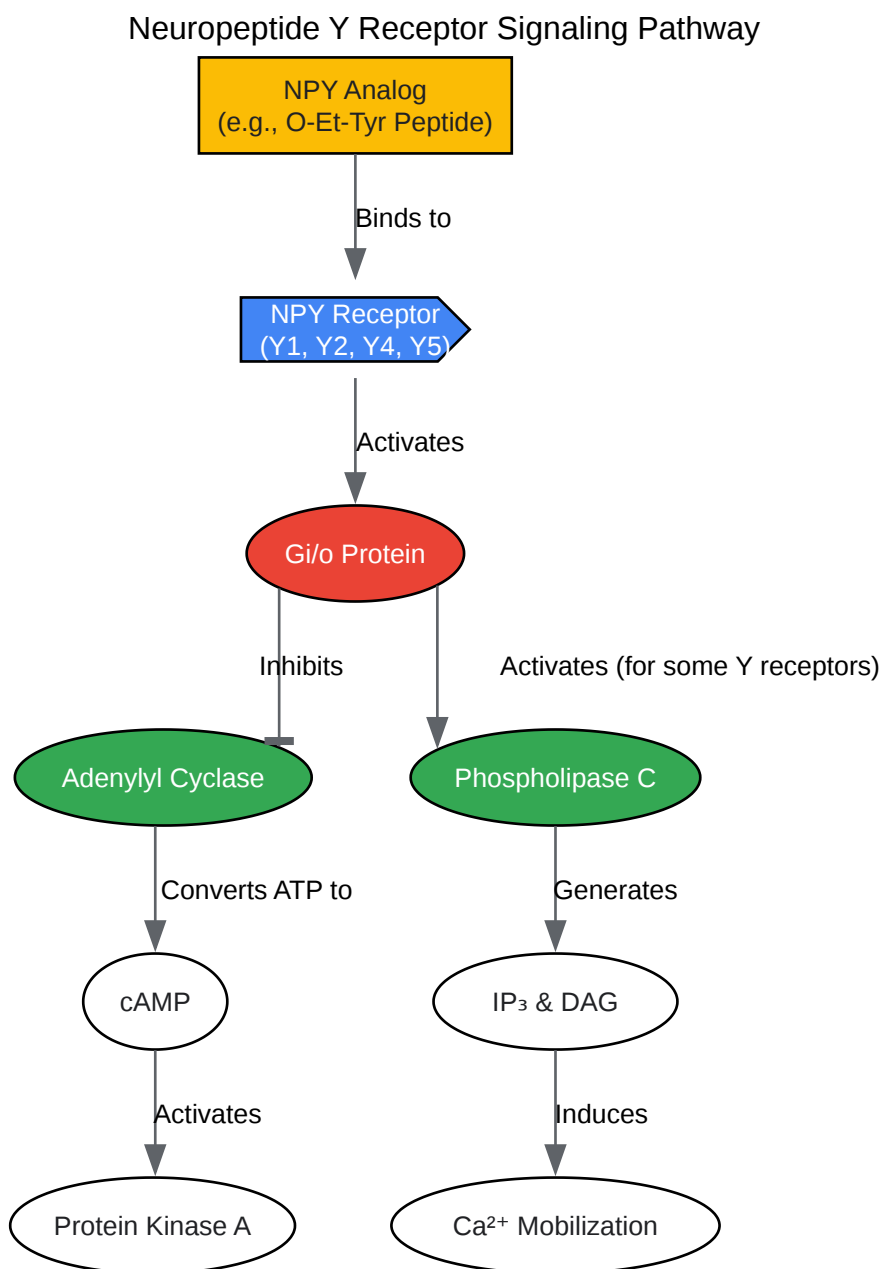 Neuropeptide Y Receptor Signaling Pathway
NPY Analog
(e.g., O-Et-Tyr Peptide)
Binds to
NPY Receptor
(Y1, Y2, Y4, Y5)
Activates
Gi/o Protein
Inhibits
Activates (for some Y receptors)
Adenylyl Cyclase
Phospholipase C
Converts ATP to
Generates
cAMP
IP₃ & DAG
Activates
Induces
Protein Kinase A
Ca²⁺ Mobilization